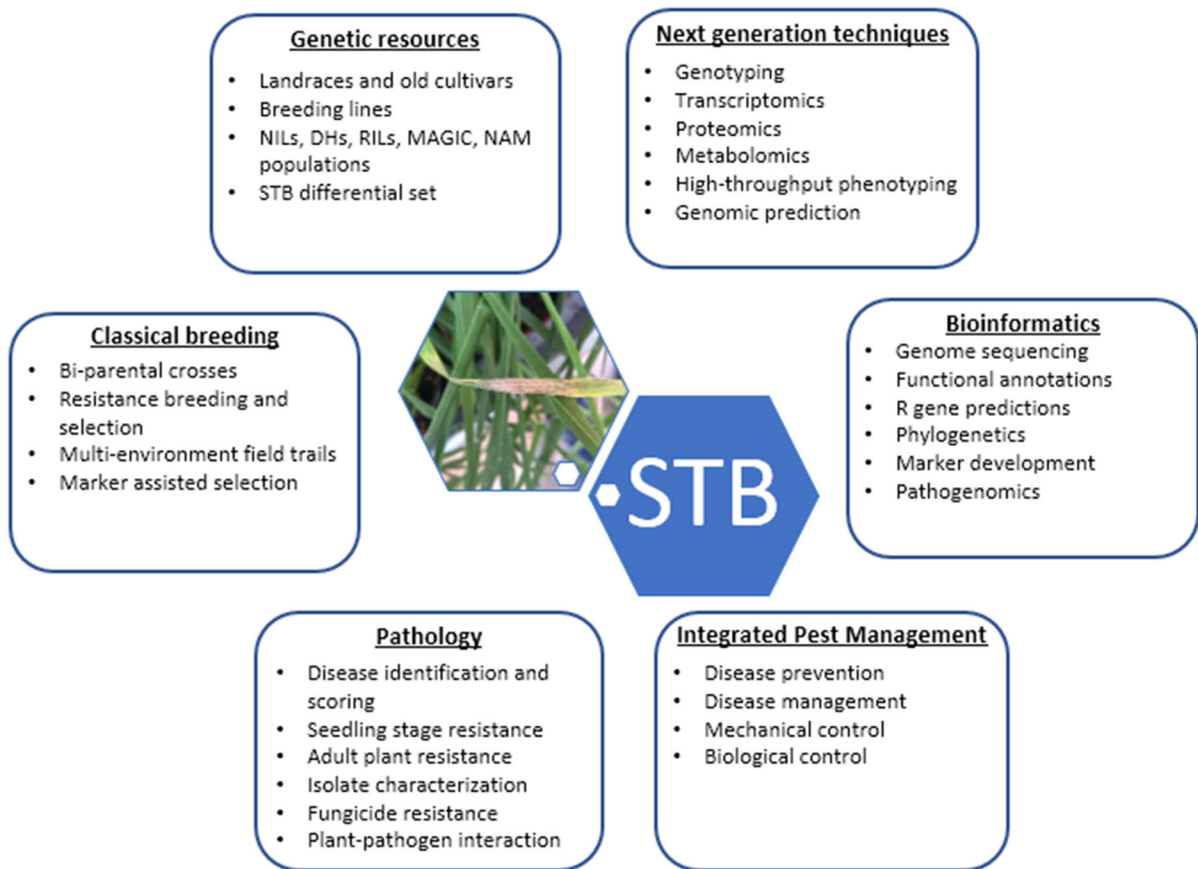 Genetic resources
• Landraces and old cultivars
• Breeding lines
• NILs, DHs, RILs, MAGIC, NAM
populations
• STB differential set
Next generation techniques
• Genotyping
• Transcriptomics
• Proteomics
• Metabolomics
• High-throughput phenotyping
• Genomic prediction
Classical breeding
• Bi-parental crosses
• Resistance breeding and
selection
• Multi-environment field trails
• Marker assisted selection
STB
Bioinformatics
• Genome sequencing
• Functional annotations
• R gene predictions
• Phylogenetics
• Marker development
• Pathogenomics
Pathology
• Disease identification and
scoring
• Seedling stage resistance
• Adult plant resistance
• Isolate characterization
• Fungicide resistance
• Plant-pathogen interaction
Integrated Pest Management
• Disease prevention
• Disease management
• Mechanical control
• Biological control